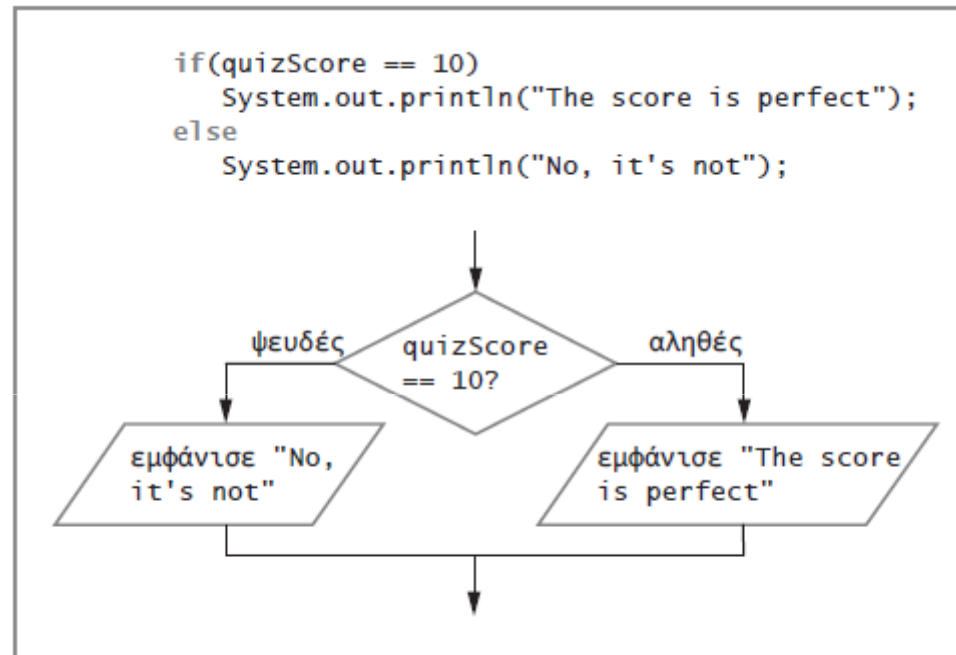 if(quizScore == 10)
System.out.println("The score is perfect");
else
System.out.println("No, it's not");
ψευδές
quizScore
== 10?
αληθές
εμφάνισε "No,
it's not"
εμφάνισε "The score
is perfect"